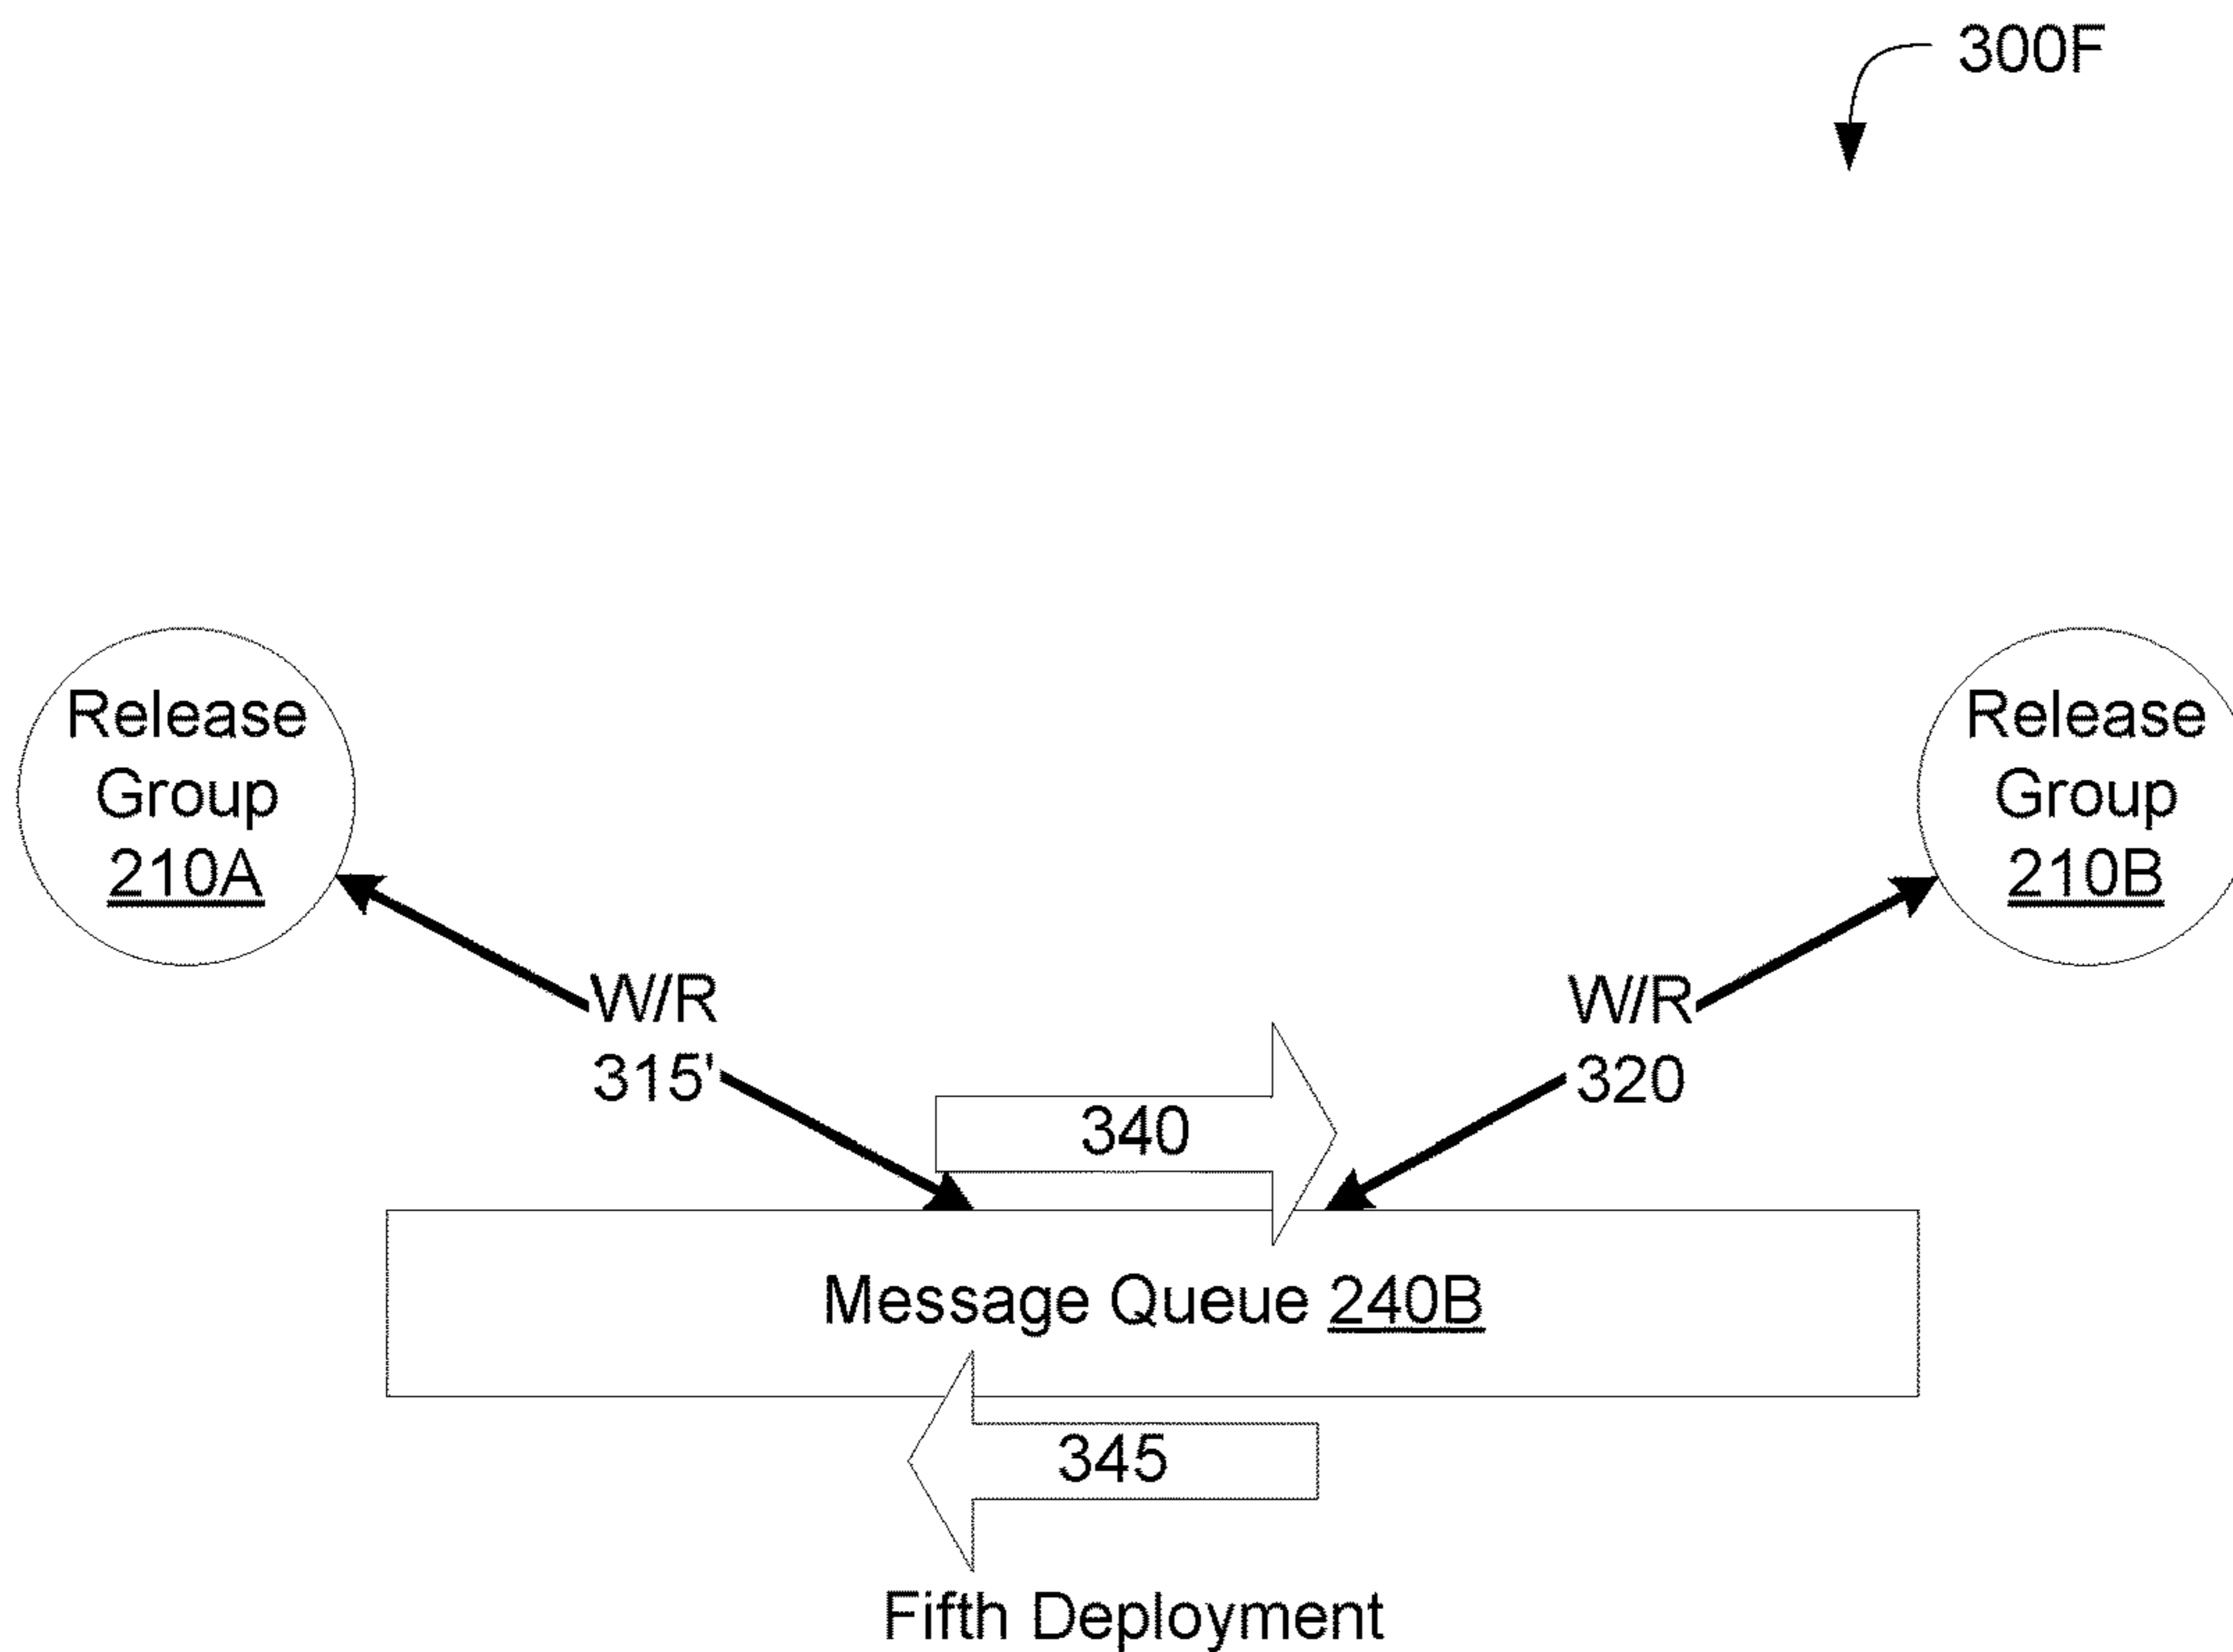 300F
Release
Group
210A
Release
Group
210B
W/R
315'
W/R
320
340
Message Queue 240B
345
Fifth Deployment